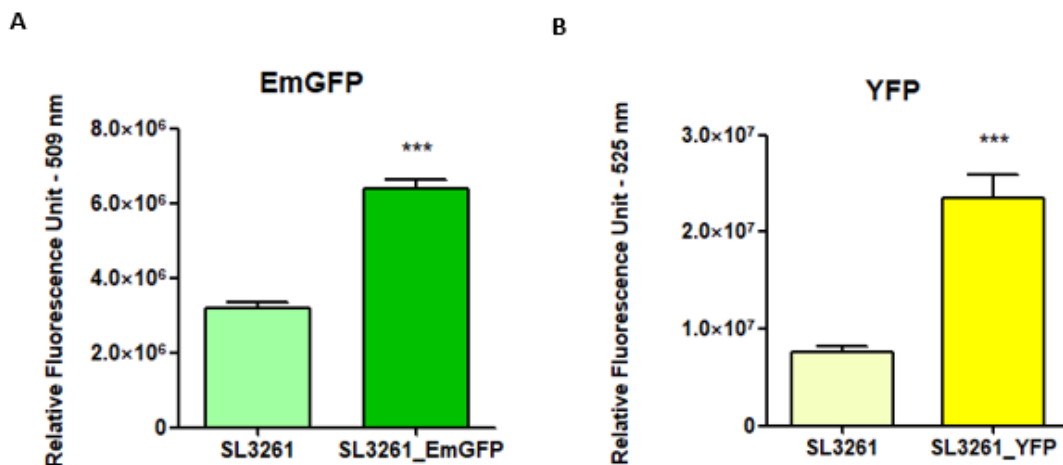 A
EmGFP
Relative Fluorescence Unit - 509 nm
8.0×10⁶
***
6.0×10⁶
4.0×10⁶
2.0×10⁶
0
SL3261 SL3261_EmGFP
B
YFP
Relative Fluorescence Unit - 525 nm
3.0×10⁷
***
2.0×10⁷
1.0×10⁷
0
SL3261 SL3261_YFP